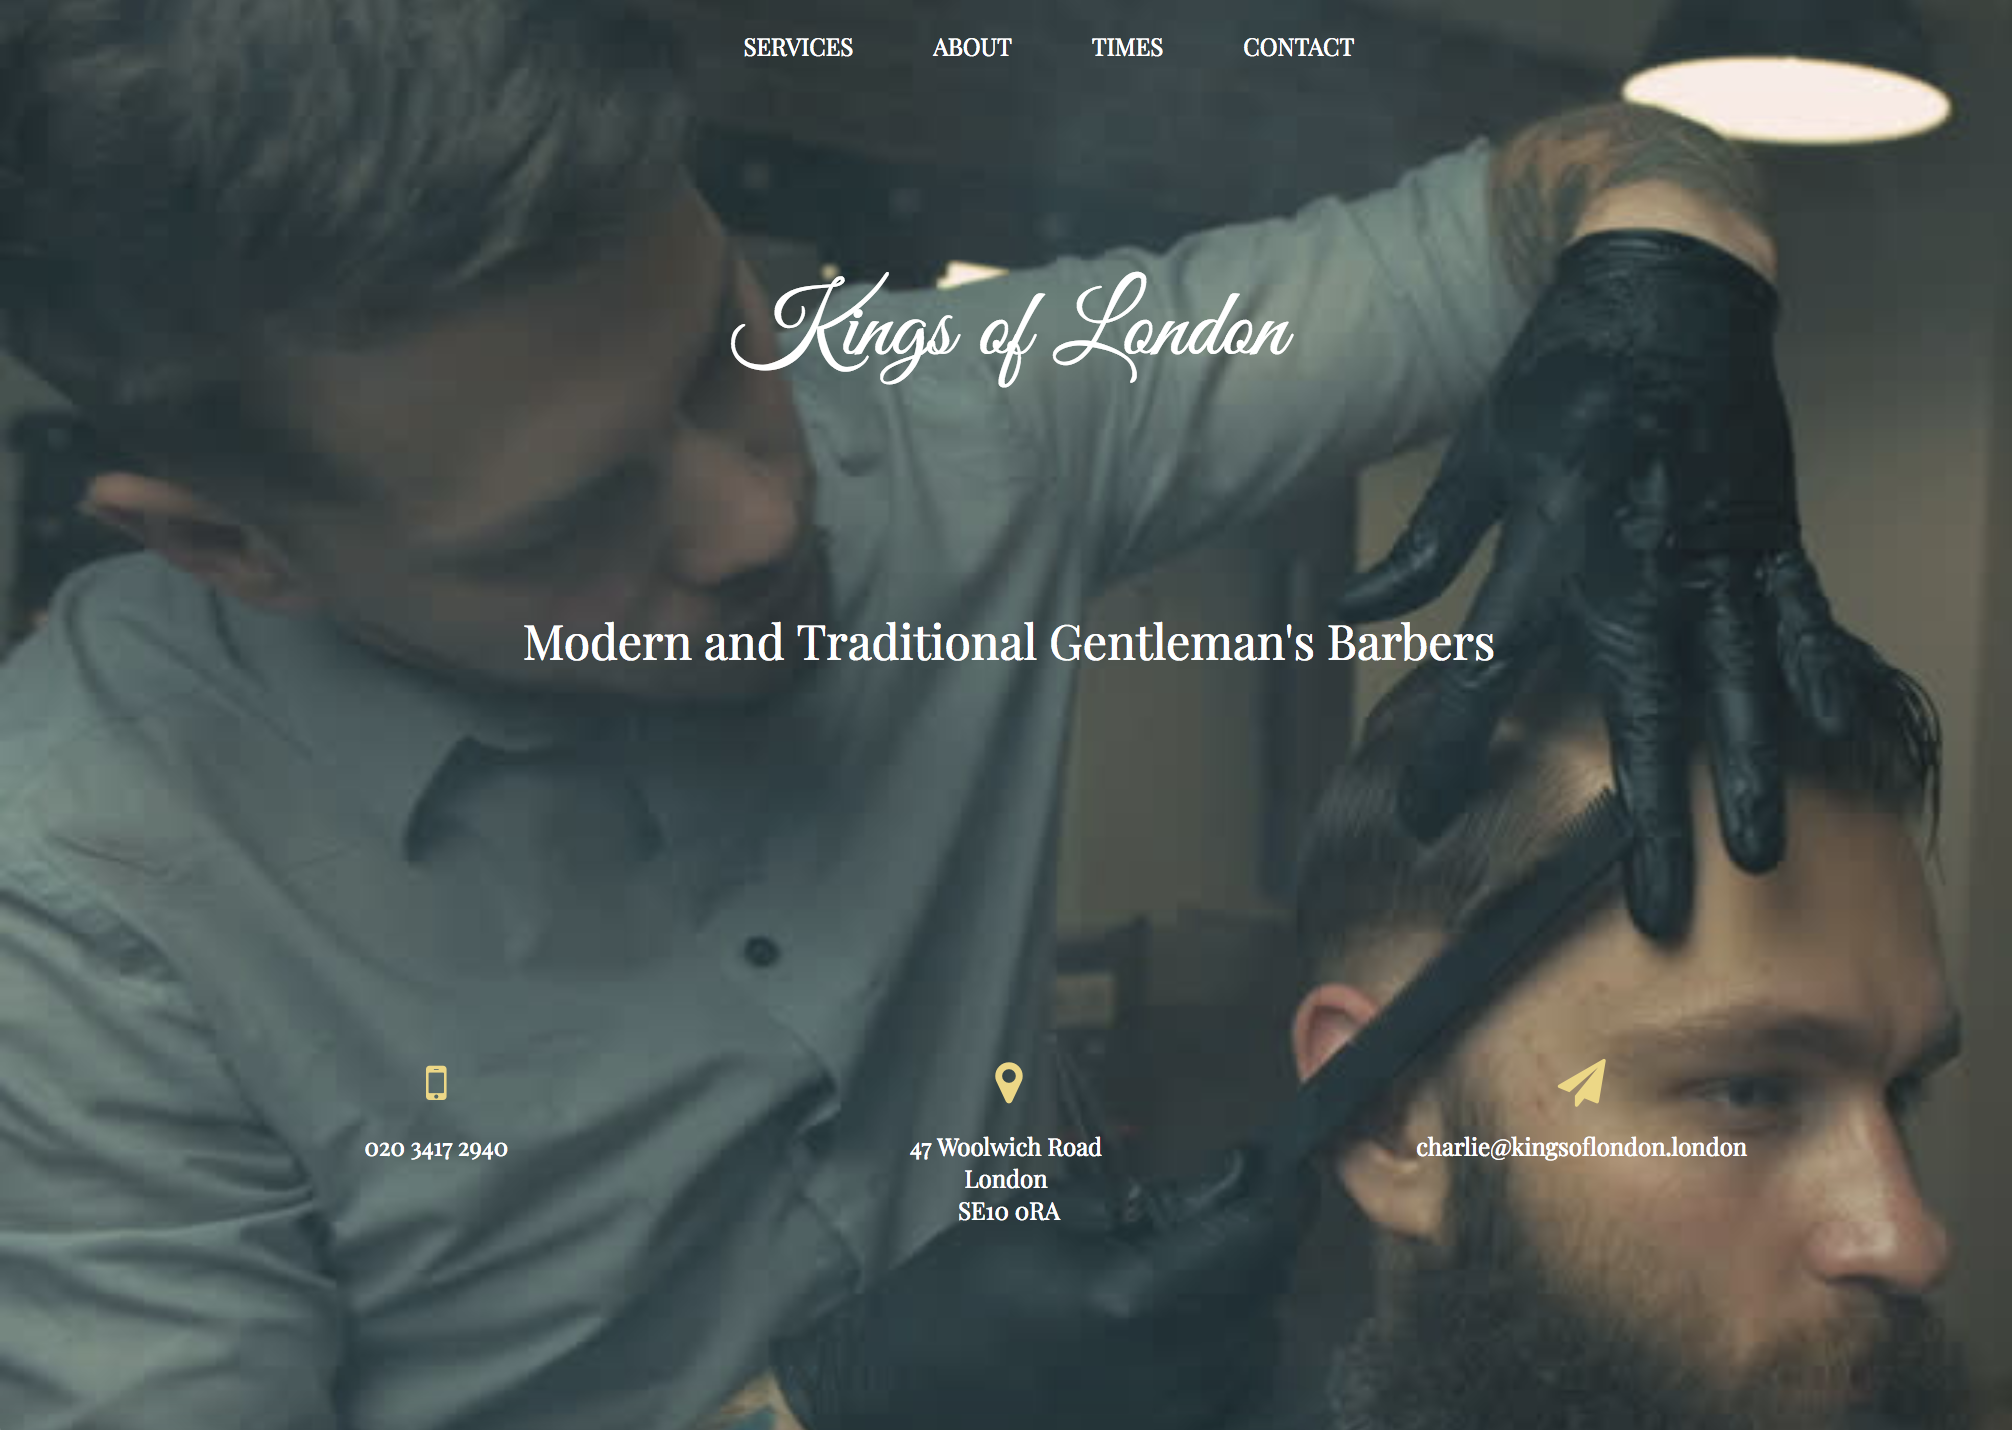 SERVICES ABOUT TIMES CONTACT
Kings of London
Modern and Traditional Gentleman's Barbers
020 3417 2940
47 Woolwich Road
London
SE10 0RA
charlie@kingsoflondon.london